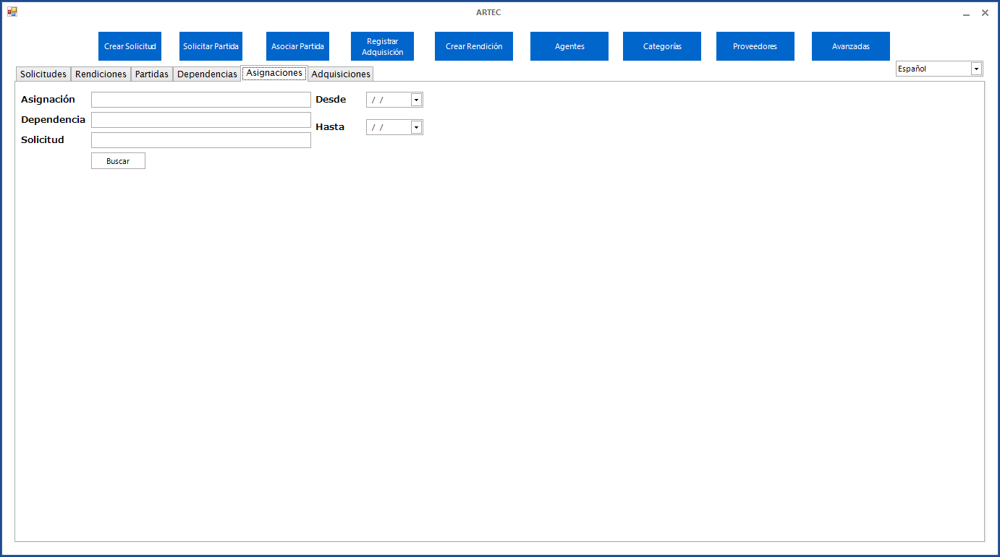 ARTEC
Crear Solicitud
Solicitar Partida
Asociar Partida
Registrar
Adquisición
Crear Rendición
Agentes
Categorías
Proveedores
Avanzadas
Español
Solicitudes
Rendiciones
Partidas
Dependencias
Asignaciones
Adquisiciones
Asignación
Desde
/ /
Dependencia
Hasta
/ /
Solicitud
Buscar